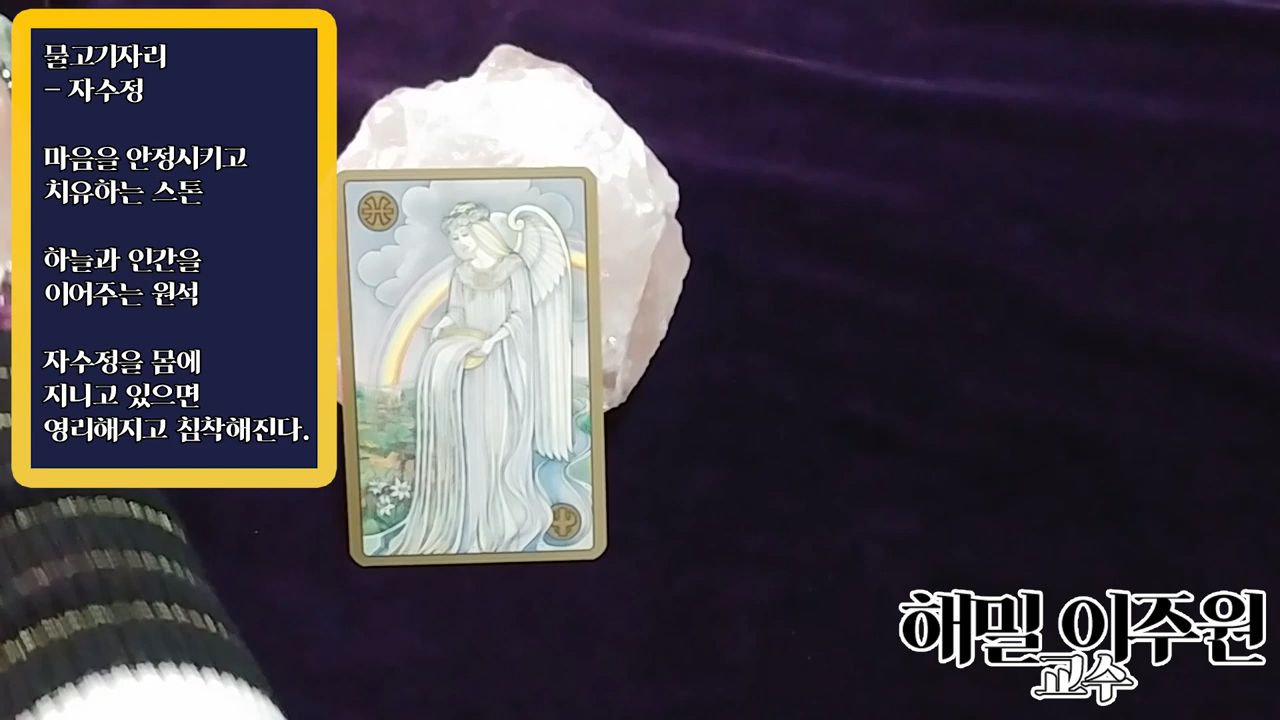 물고기자리
- 자수정
마음을 안정시키고
치유하는 스톤
하늘과 인간을
이어주는 원석
자수정을 몸에
지니고 있으면
영리해지고 침착해진다.
해밀 이주원
교수